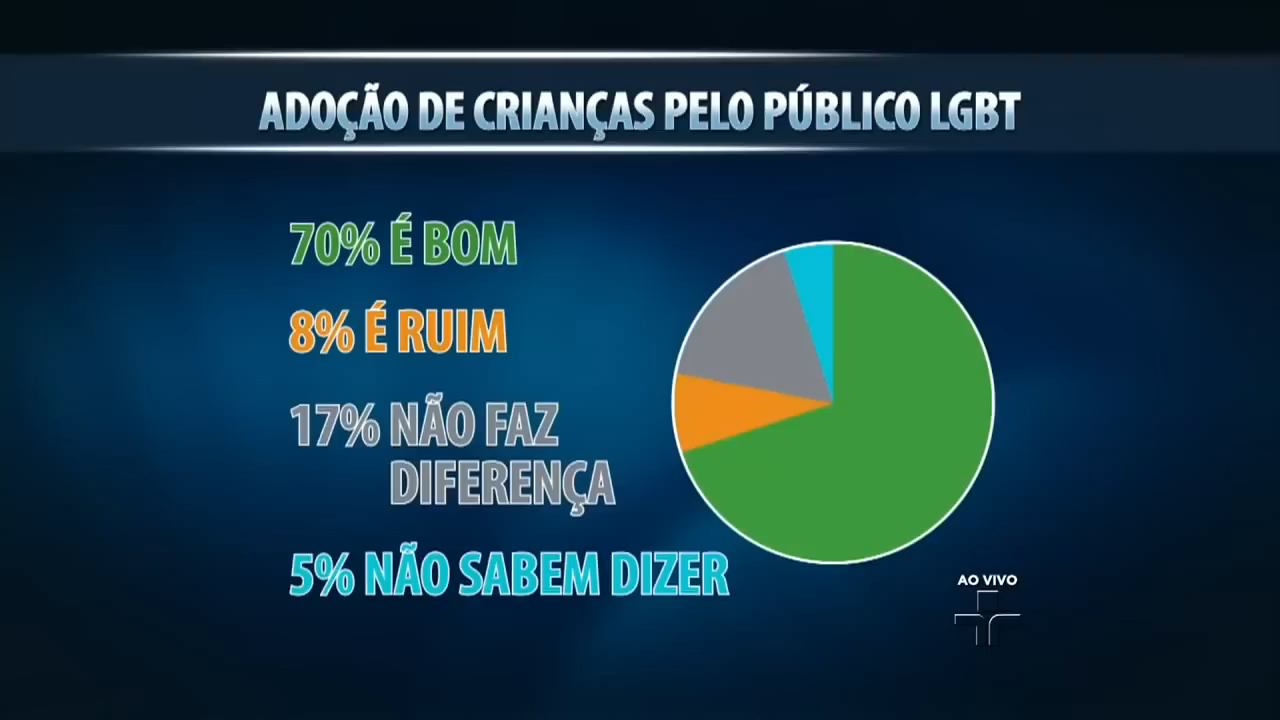 ADOÇÃO DE CRIANÇAS PELO PÚBLICO LGBT
70% É BOM
8% É RUIM
17% NÃO FAZ
DIFERENÇA
5% NÃO SABEM DIZER
AO VIVO